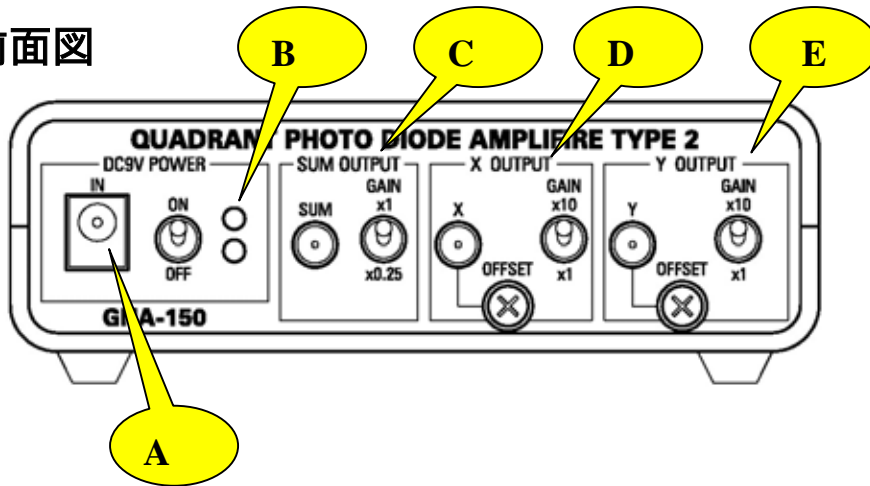 面図
B
C
D
E
QUADRANT PHOTO DIODE AMPLIFIRE TYPE 2
DC9V POWER
SUM OUTPUT
X OUTPUT
Y OUTPUT
IN
ON
OFF
SUM
GAIN
x1
x0.25
X
GAIN
x10
x1
OFFSET
Y
GAIN
x10
x1
OFFSET
A